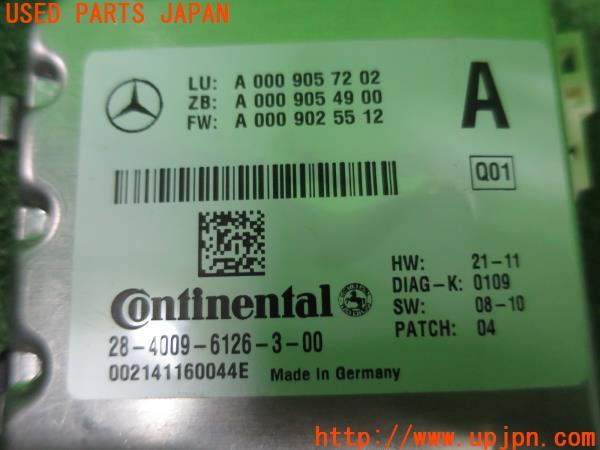 USED PARTS JAPAN
LU: A 000 905 72 02
ZB: A 000 905 49 00
FW: A 000 902 55 12
A
Q01
Continental
HW: 21-11
DIAG-K: 0109
SW: 08-10
PATCH: 04
28-4009-6126-3-00
002141160044E Made in Germany
UPJ http://www.upjpn.com